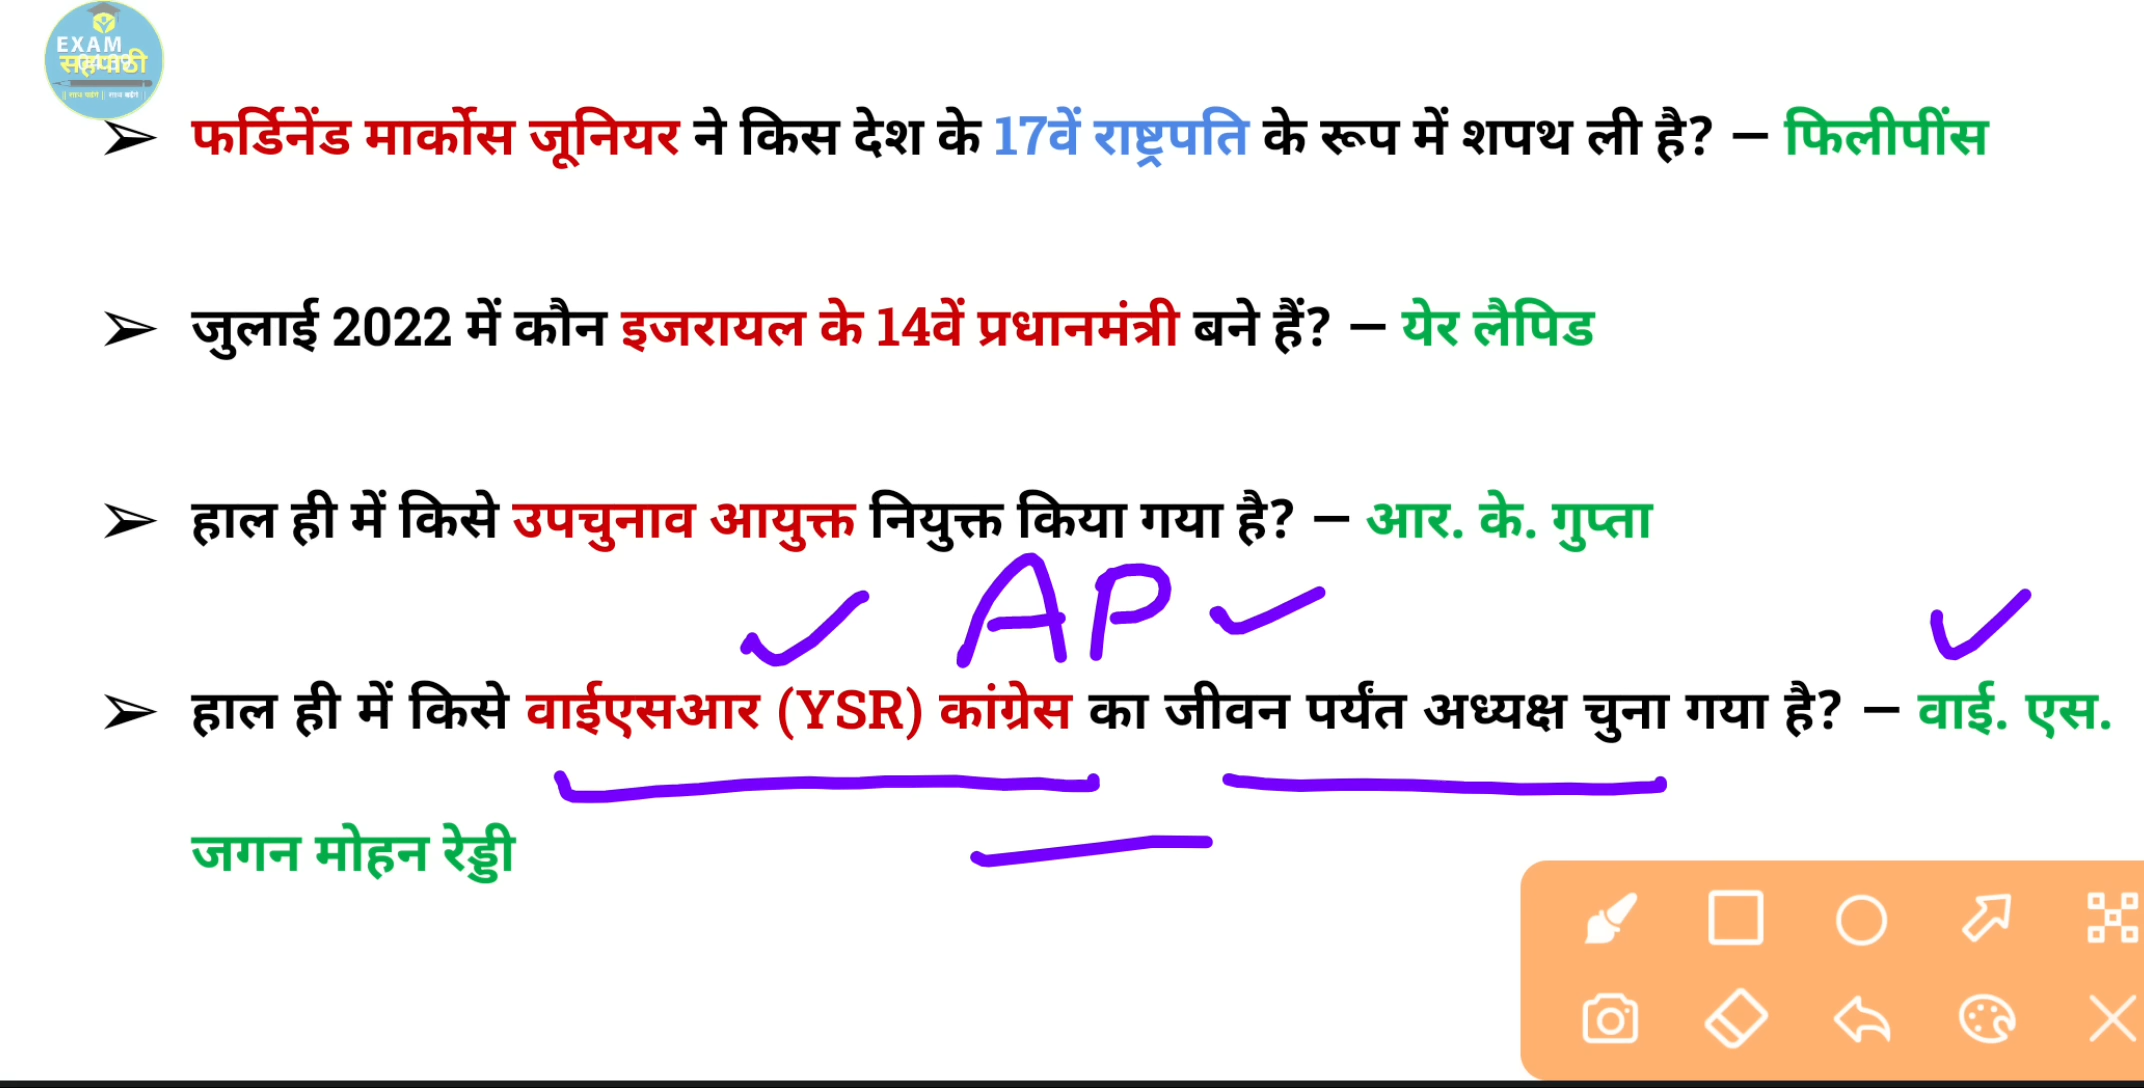 EXAM
सहपाठी
➢ फर्डिनेंड मार्कोस जूनियर ने किस देश के 17वें राष्ट्रपति के रूप में शपथ ली है? – फिलीपींस
➢ जुलाई 2022 में कौन इजरायल के 14वें प्रधानमंत्री बने हैं? – येर लैपिड
➢ हाल ही में किसे उपचुनाव आयुक्त नियुक्त किया गया है? – आर. के. गुप्ता
AP
➢ हाल ही में किसे वाईएसआर (YSR) कांग्रेस का जीवन पर्यंत अध्यक्ष चुना गया है? – वाई. एस.
जगन मोहन रेड्डी